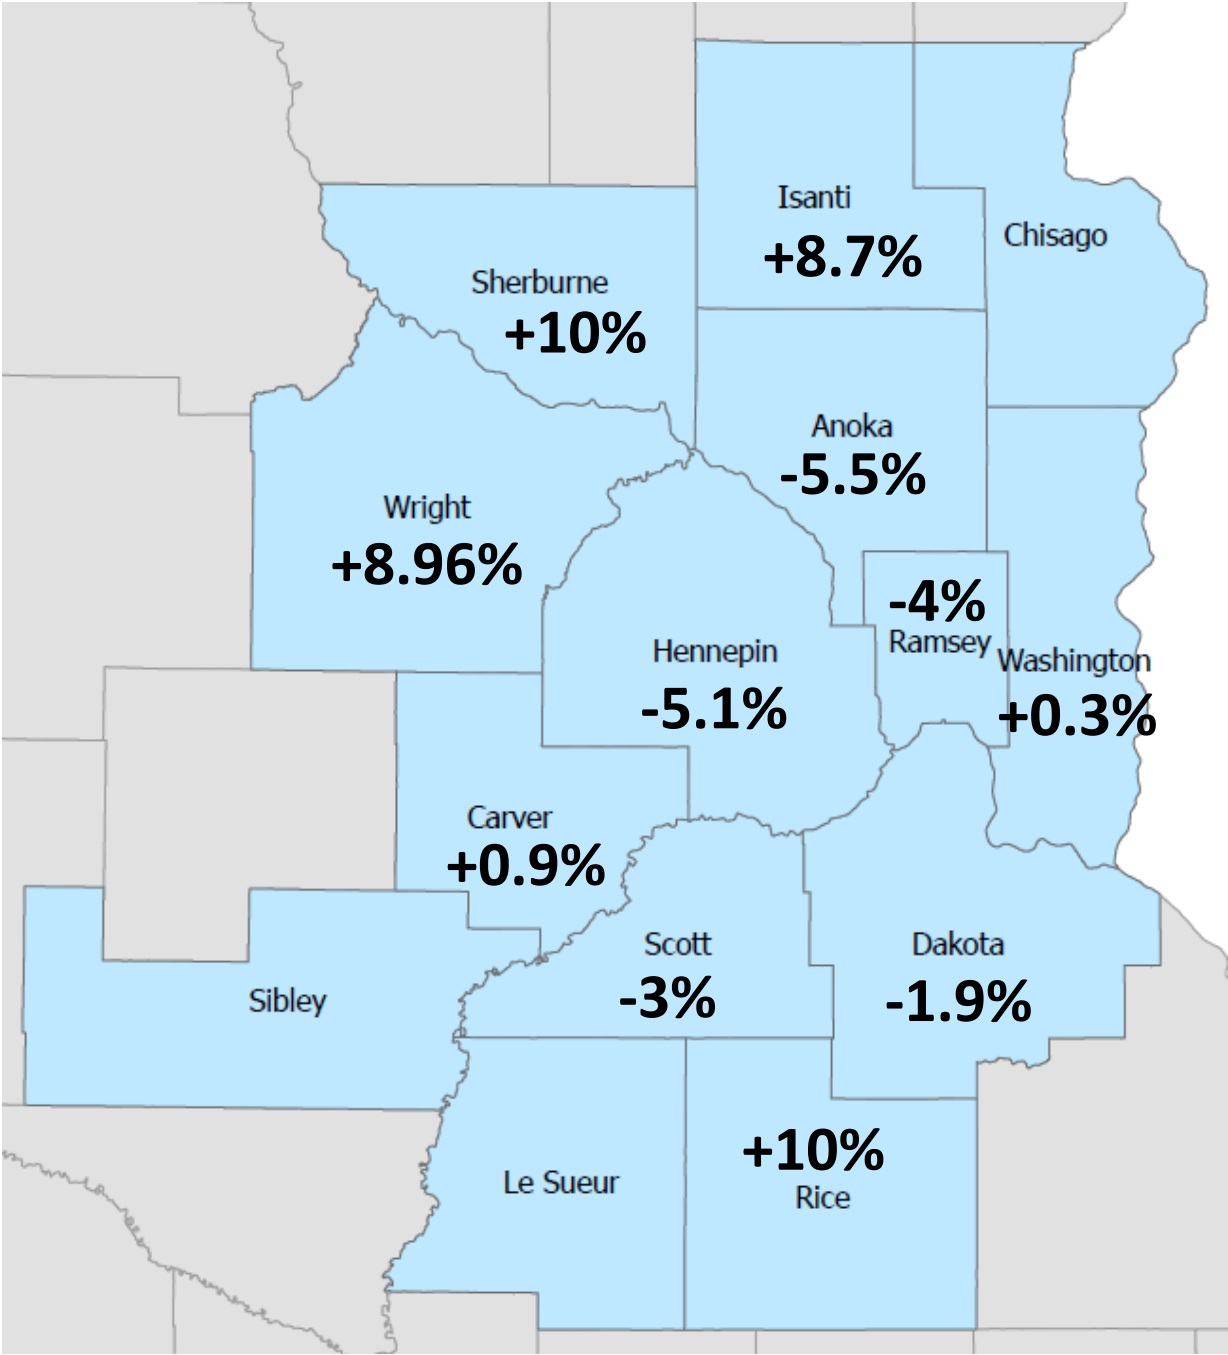 Isanti
+8.7%
Chisago
Sherburne
+10%
Anoka
-5.5%
Wright
+8.96%
-4%
Ramsey
Hennepin
-5.1%
Washington
+0.3%
Carver
+0.9%
Scott
-3%
Dakota
-1.9%
Sibley
Le Sueur
+10%
Rice